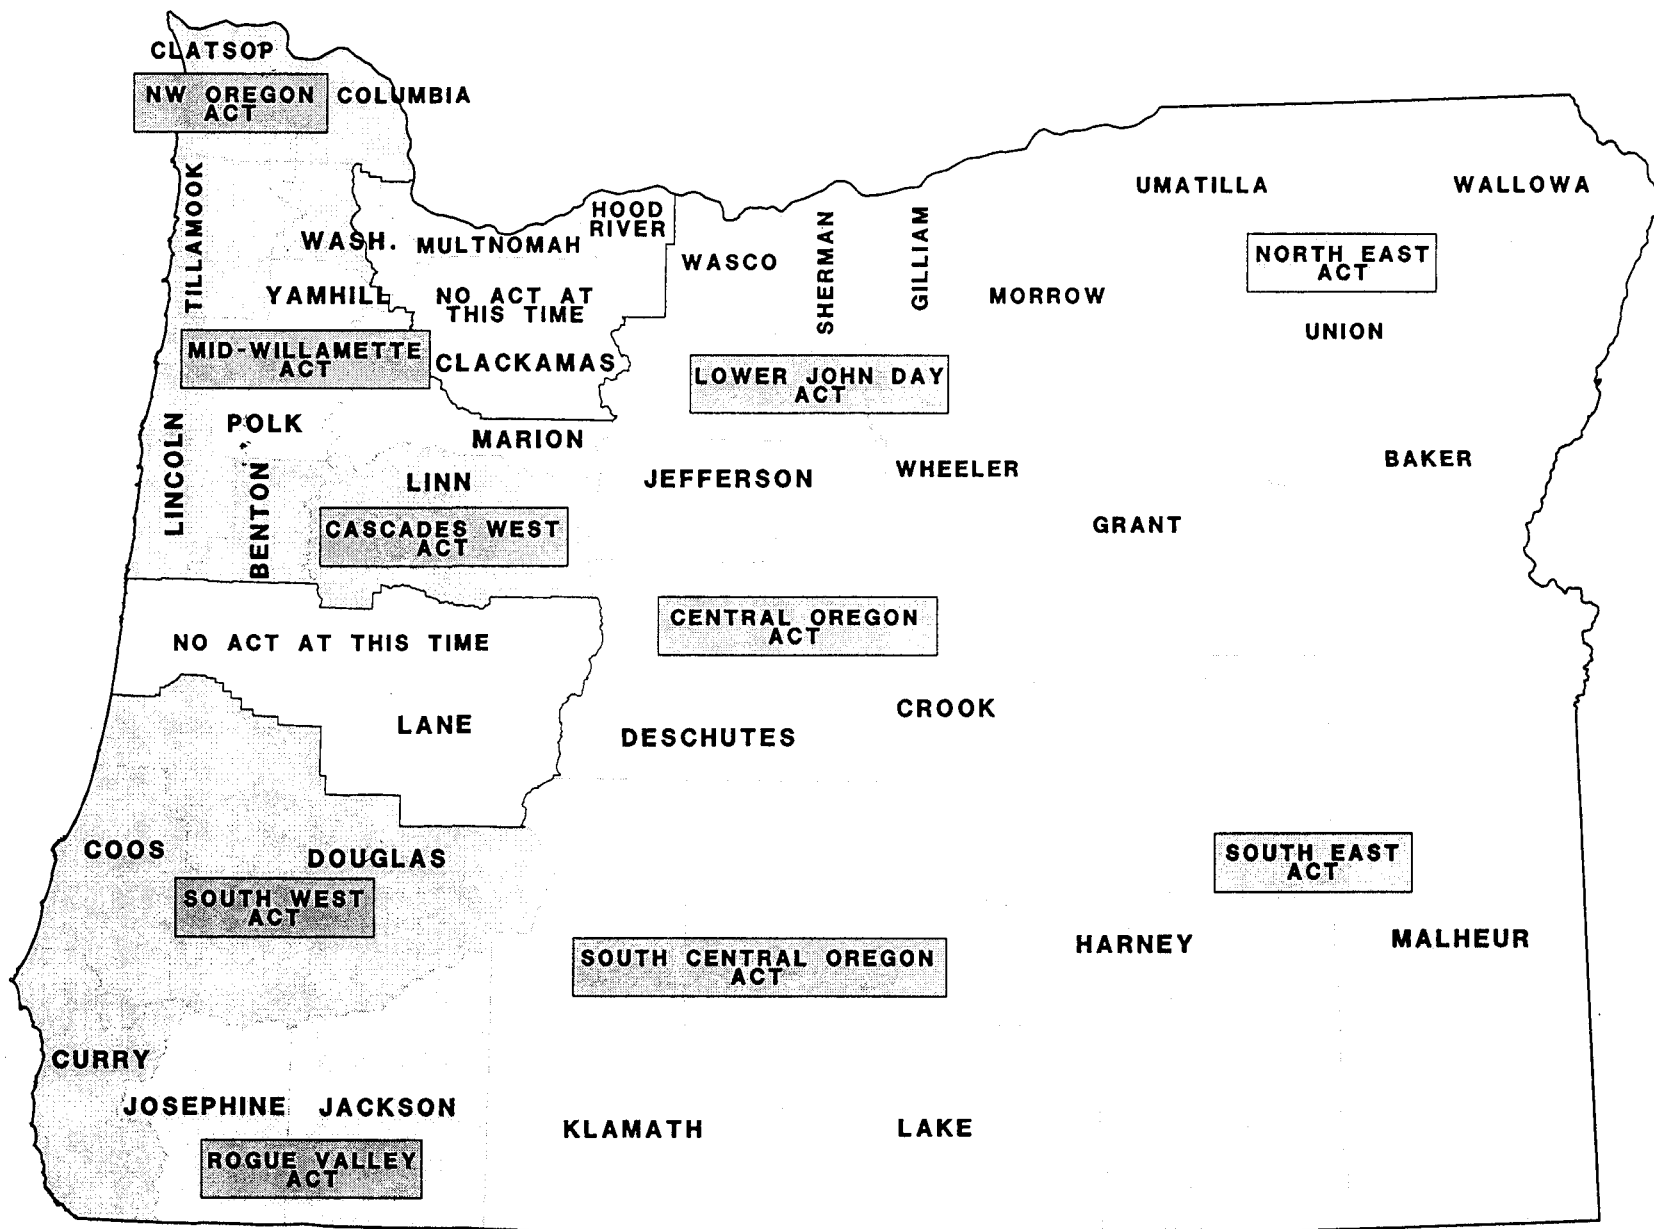 CLATSOP
NW OREGON
ACT
COLUMBIA
TILLAMOOK
WASH.
MULTNOMAH
HOOD
RIVER
WASCO
SHERMAN
GILLIAM
MORROW
UMATILLA
WALLOWA
NORTH EAST
ACT
UNION
YAMHILL
NO ACT AT
THIS TIME
MID-WILLAMETTE
ACT
CLACKAMAS
LOWER JOHN DAY
ACT
LINCOLN
POLK
BENTON
MARION
LINN
JEFFERSON
WHEELER
BAKER
CASCADES WEST
ACT
GRANT
CENTRAL OREGON
ACT
NO ACT AT THIS TIME
LANE
DESCHUTES
CROOK
COOS
DOUGLAS
SOUTH WEST
ACT
SOUTH EAST
ACT
SOUTH CENTRAL OREGON
ACT
HARNEY
MALHEUR
CURRY
JOSEPHINE
JACKSON
KLAMATH
LAKE
ROGUE VALLEY
ACT